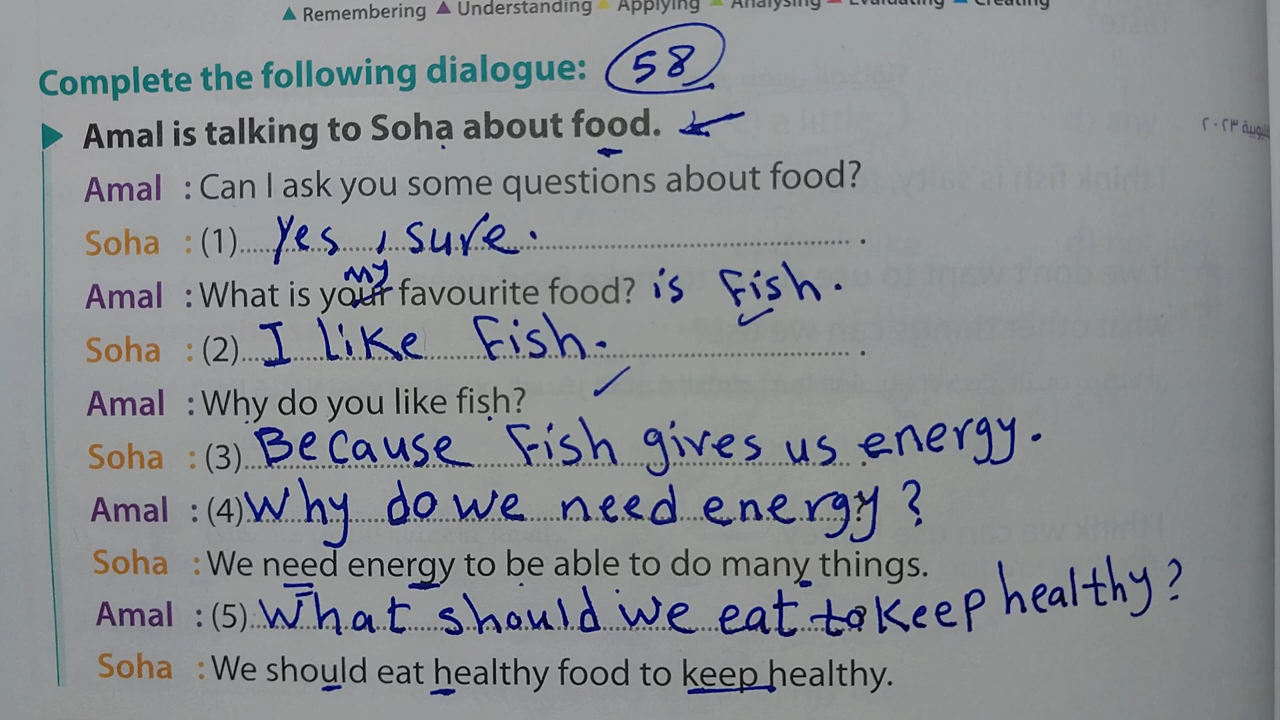 ▲ Remembering ▲ Understanding ▲ Applying ▲ Analysing ▲ Evaluating ▲ Creating
Complete the following dialogue: 58
Amal is talking to Soha about food.
Amal : Can I ask you some questions about food?
Soha : (1) Yes, sure.
my
Amal : What is your favourite food? is Fish.
Soha : (2) I like Fish.
Amal : Why do you like fish?
Soha : (3) Because Fish gives us energy.
Amal : (4) Why do we need energy?
Soha : We need energy to be able to do many things.
Amal : (5) What should we eat to keep healthy?
Soha : We should eat healthy food to keep healthy.